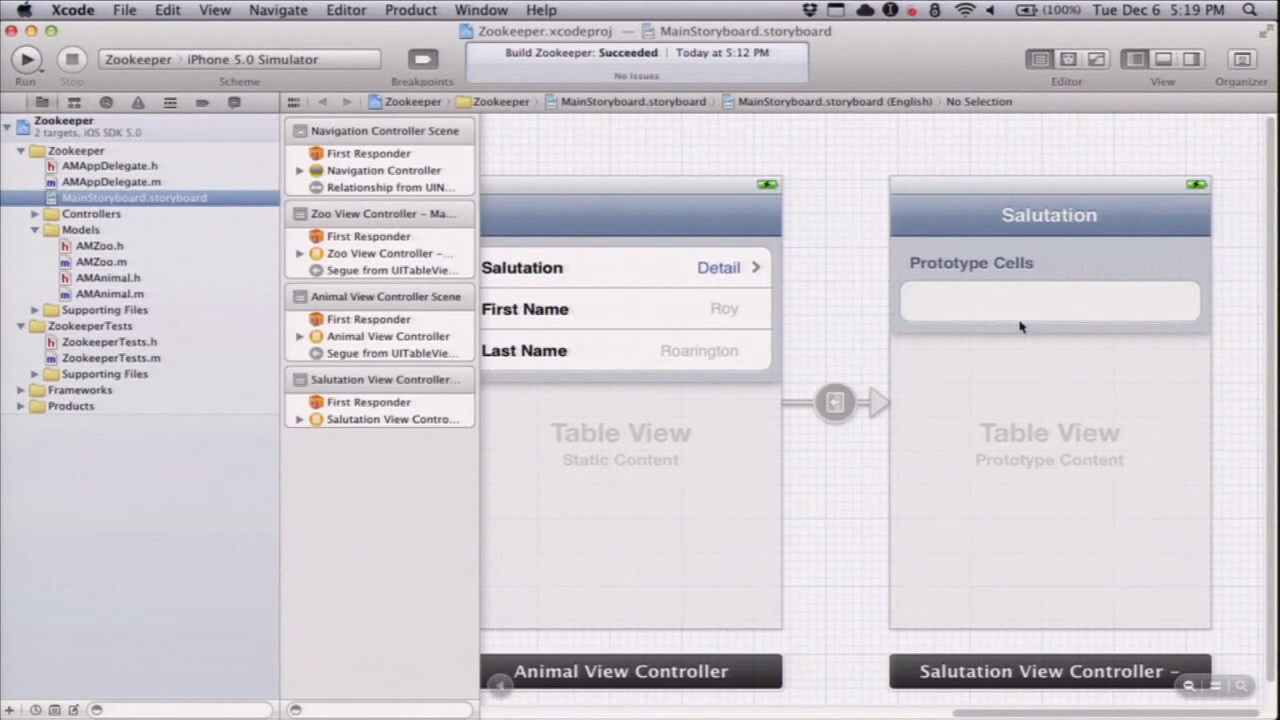 Xcode File Edit View Navigate Editor Product Window Help (100%) Tue Dec 6 5:19 PM
Zookeeper.xcodeproj — MainStoryboard.storyboard
Zookeeper › iPhone 5.0 Simulator
Build Zookeeper: Succeeded | Today at 5:12 PM
No Issues
Run Stop Scheme Breakpoints Editor View Organizer
Zookeeper › Zookeeper › MainStoryboard.storyboard › MainStoryboard.storyboard (English) › No Selection
Zookeeper
2 targets, iOS SDK 5.0
Zookeeper
AMAppDelegate.h
AMAppDelegate.m
MainStoryboard.storyboard
Controllers
Models
AMZoo.h
AMZoo.m
AMAnimal.h
AMAnimal.m
Supporting Files
ZookeeperTests
ZookeeperTests.h
ZookeeperTests.m
Supporting Files
Frameworks
Products
Navigation Controller Scene
First Responder
Navigation Controller
Relationship from UIN...
Zoo View Controller – Ma...
First Responder
Zoo View Controller –...
Segue from UITableVie...
Animal View Controller Scene
First Responder
Animal View Controller
Segue from UITableVie...
Salutation View Controller...
First Responder
Salutation View Contro...
Salutation Detail
First Name Roy
Last Name Roarington
Table View
Static Content
Animal View Controller
Salutation
Prototype Cells
Table View
Prototype Content
Salutation View Controller –